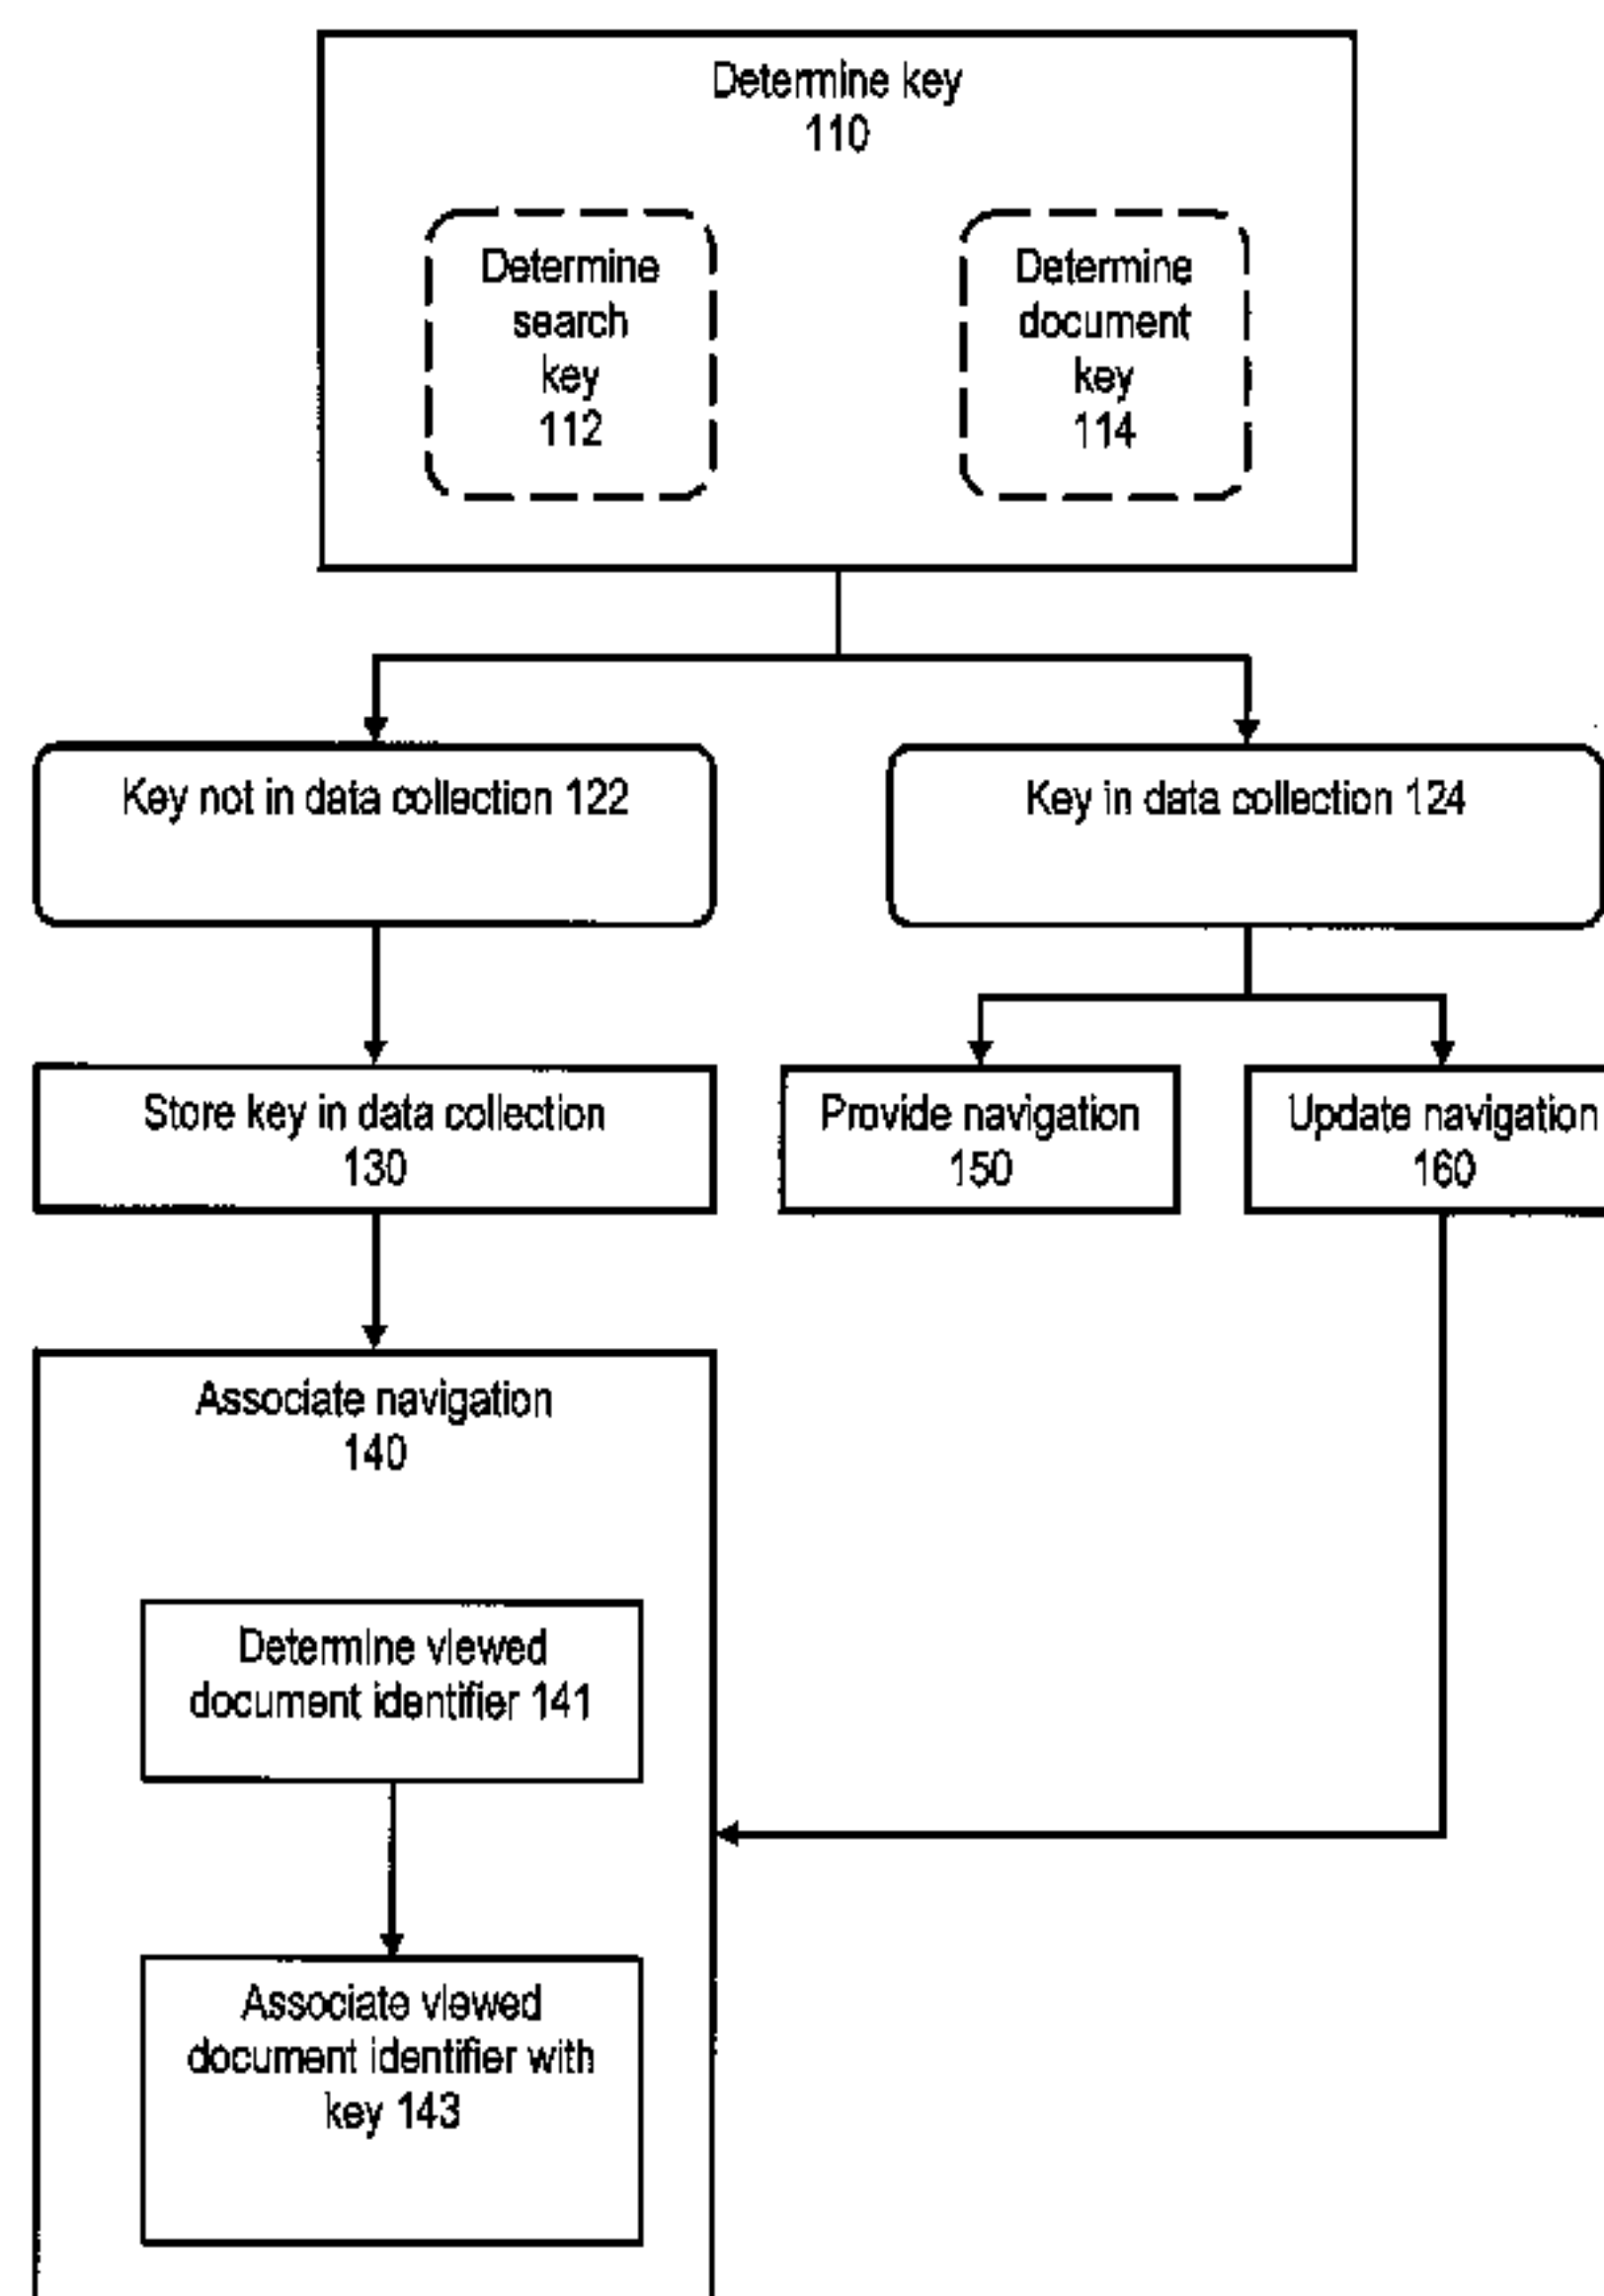 Determine key
110
Determine
search
key
112
Determine
document
key
114
Key not in data collection 122
Key in data collection 124
Store key in data collection
130
Provide navigation
150
Update navigation
160
Associate navigation
140
Determine viewed
document identifier 141
Associate viewed
document identifier with
key 143